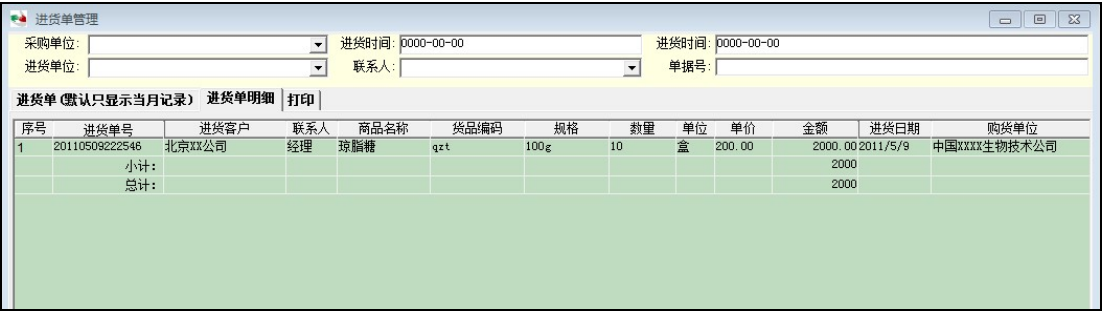 进货单管理
采购单位: 进货时间: 0000-00-00 进货时间: 0000-00-00
进货单位: 联系人: 单据号:
进货单(默认只显示当月记录) 进货单明细 打印
序号 进货单号 进货客户 联系人 商品名称 货品编码 规格 数量 单位 单价 金额 进货日期 购货单位
1 20110509222546 北京XX公司 经理 琼脂糖 qzt 100g 10 盒 200.00 2000.00 2011/5/9 中国XXXX生物技术公司
小计: 2000
总计: 2000